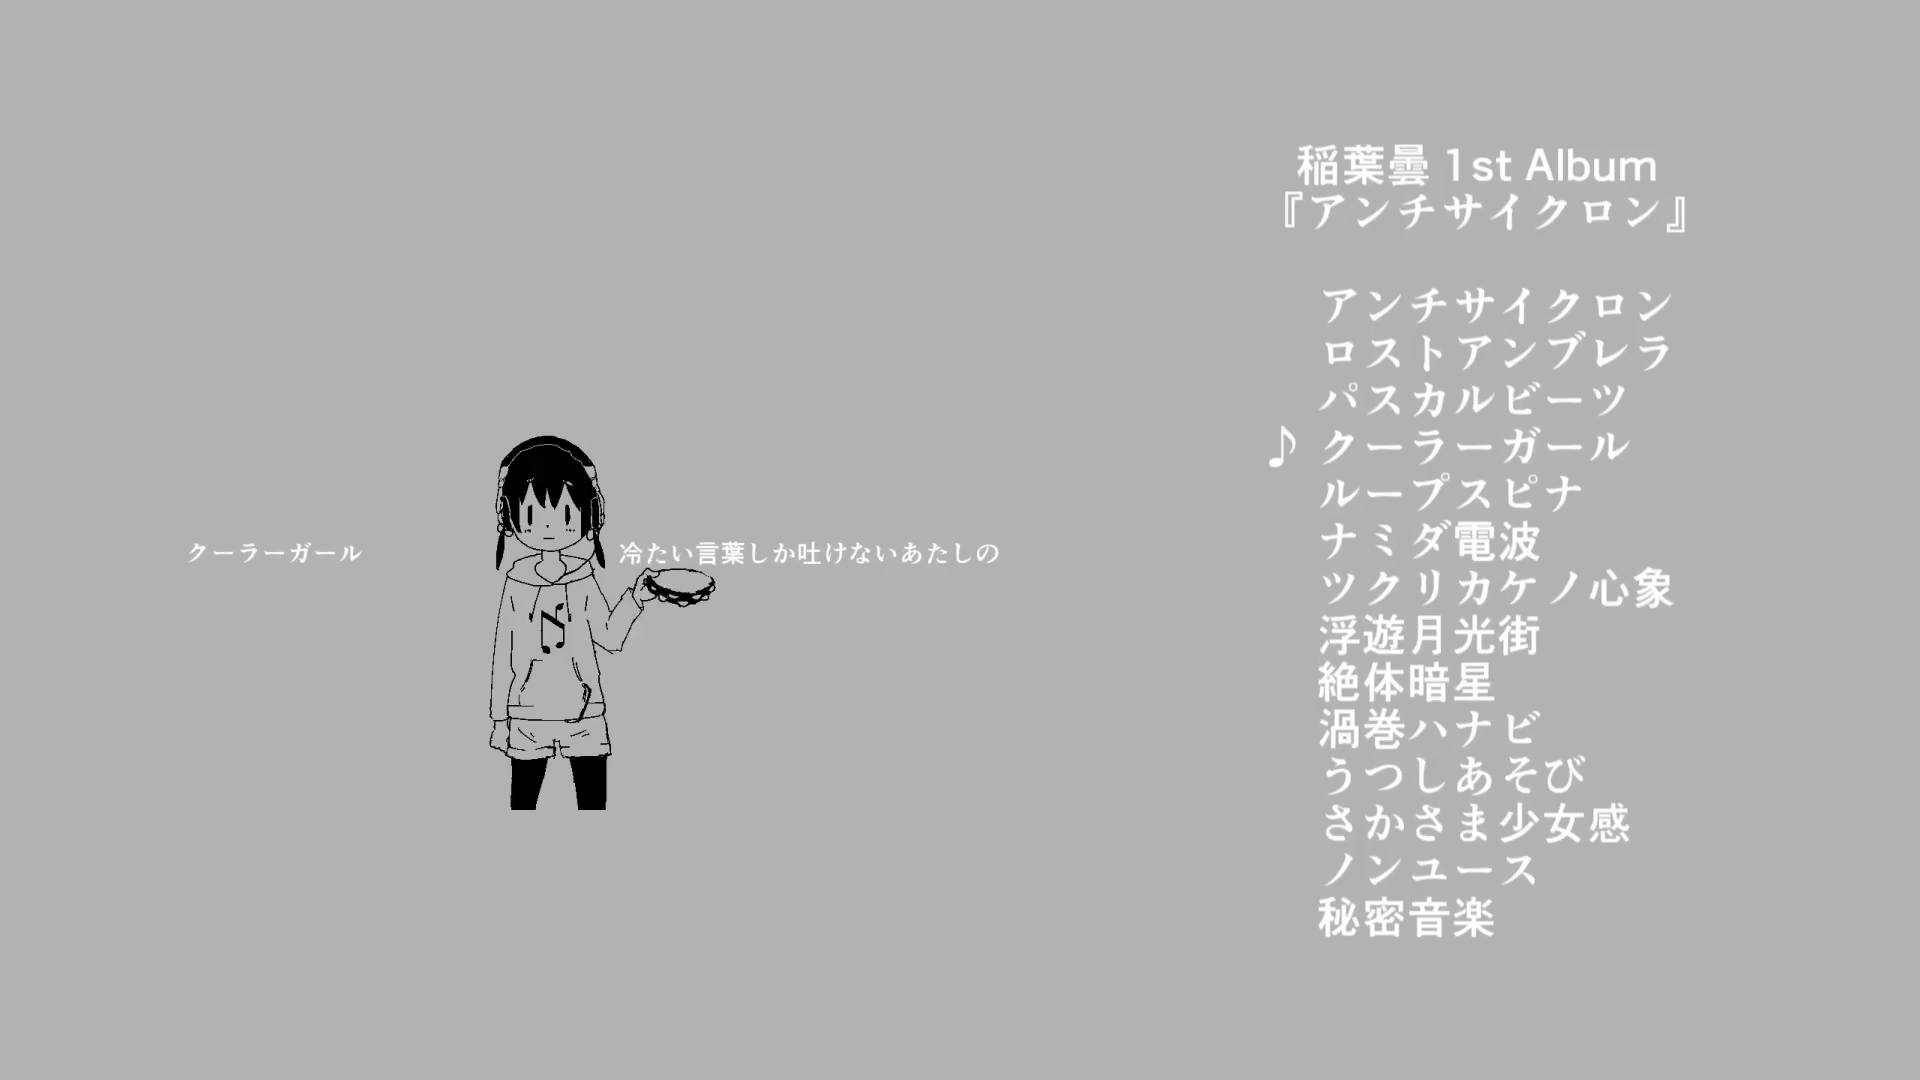 稲葉曇 1st Album
『アンチサイクロン』
アンチサイクロン
ロストアンブレラ
パスカルビーツ
♪ クーラーガール
ループスピナ
ナミダ電波
ツクリカケノ心象
浮遊月光街
絶体暗星
渦巻ハナビ
うつしあそび
さかさま少女感
ノンユース
秘密音楽
クーラーガール 冷たい言葉しか吐けないあたしの